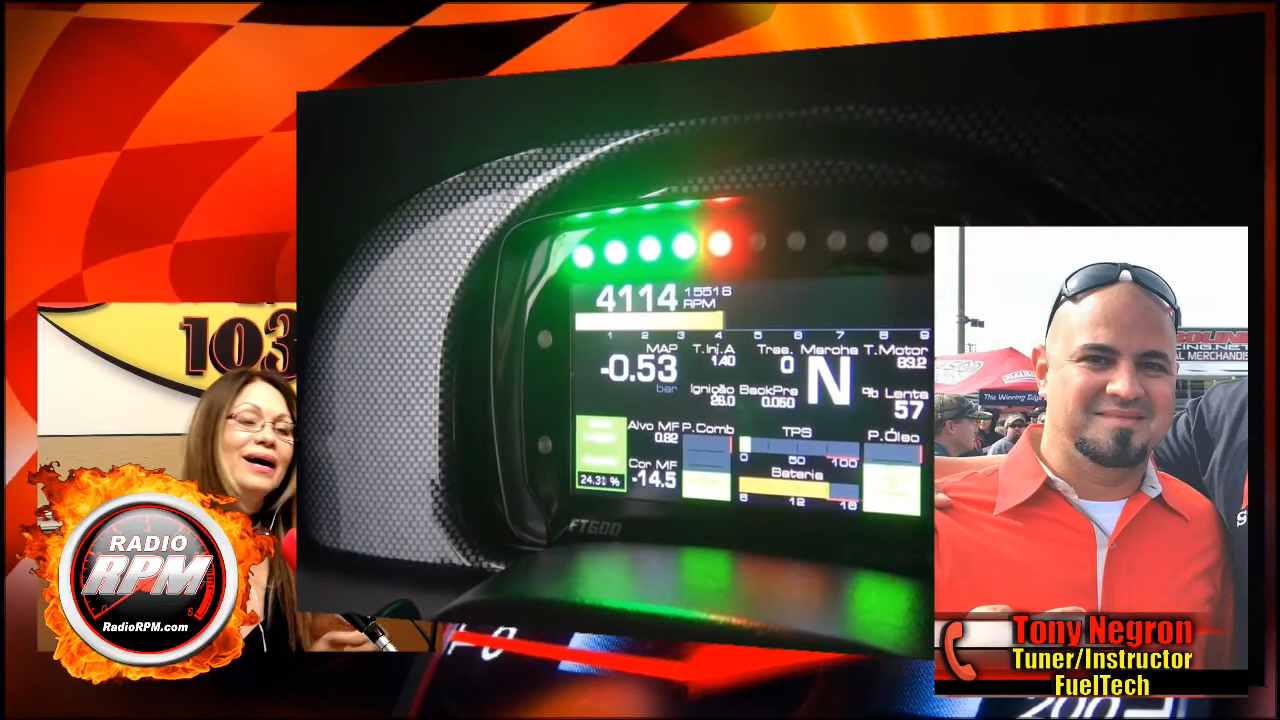 103
RADIO
RPM
RadioRPM.com
4114
15516
RPM
1 2 3 4 5 6 7 8 9
MAP
-0.53
bar
T.Inj.A
1.40
Tras.
0
Marcha
N
T.Motor
83.2
Ignição
26.0
BackPre
0.050
% Lenta
57
Alvo MF
0.82
P.Comb
TPS
0 50 100
P.Óleo
24.31 %
Cor MF
-14.5
Bateria
8 12 16
FT600
The Winning Edge
MERCHANDIS
Tony Negron
Tuner/Instructor
FuelTech
200